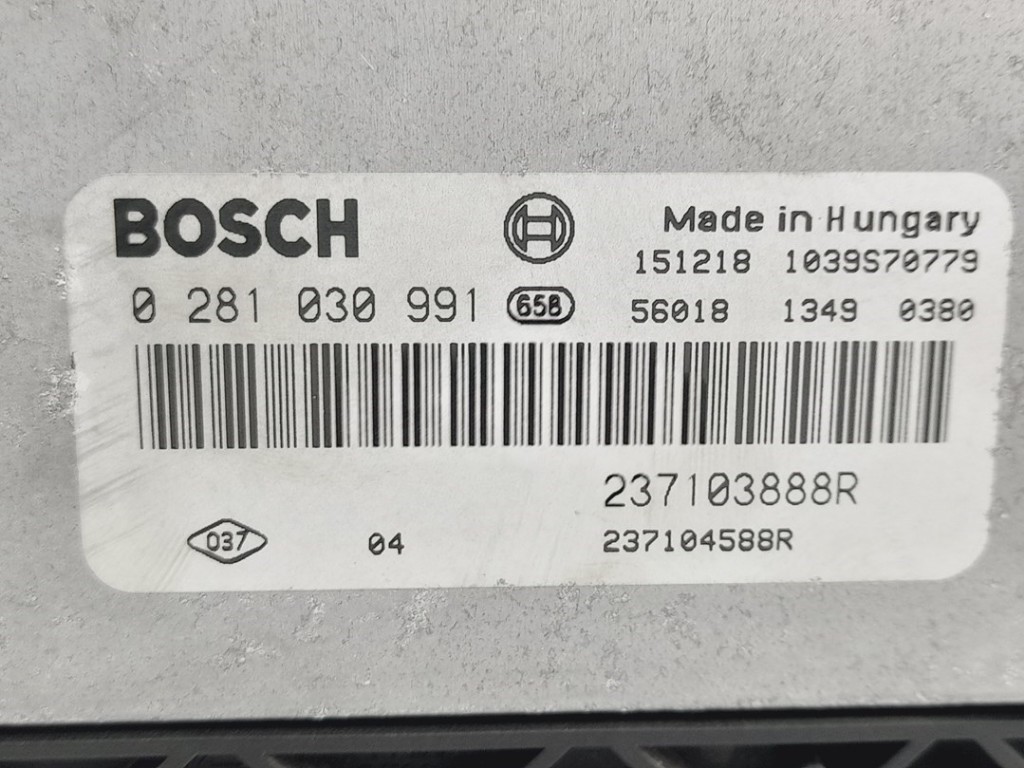 BOSCH
Made in Hungary
151218 1039S70779
0 281 030 991 658 56018 1349 0380
237103888R
037 04 237104588R